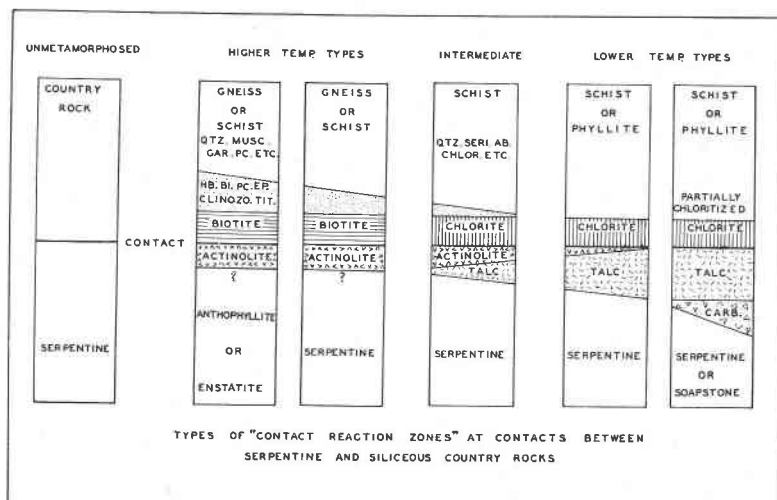 UNMETAMORPHOSED
HIGHER TEMP. TYPES
INTERMEDIATE
LOWER TEMP. TYPES
COUNTRY
ROCK
SERPENTINE
CONTACT
GNEISS
OR
SCHIST
QTZ. MUSC.
GAR. PC. ETC.
HB. BI. PC. EP.
CLINOZO. TIT.
BIOTITE
ACTINOLITE
?
ANTHOPHYLLITE
OR
ENSTATITE
GNEISS
OR
SCHIST
BIOTITE
ACTINOLITE
?
SERPENTINE
SCHIST
QTZ. SERI. AB.
CHLOR. ETC.
CHLORITE
ACTINOLITE
TALC
SERPENTINE
SCHIST
OR
PHYLLITE
CHLORITE
TALC
SERPENTINE
SCHIST
OR
PHYLLITE
PARTIALLY
CHLORITIZED
CHLORITE
TALC
CARB.
SERPENTINE
OR
SOAPSTONE
TYPES OF "CONTACT REACTION ZONES" AT CONTACTS BETWEEN
SERPENTINE AND SILICEOUS COUNTRY ROCKS